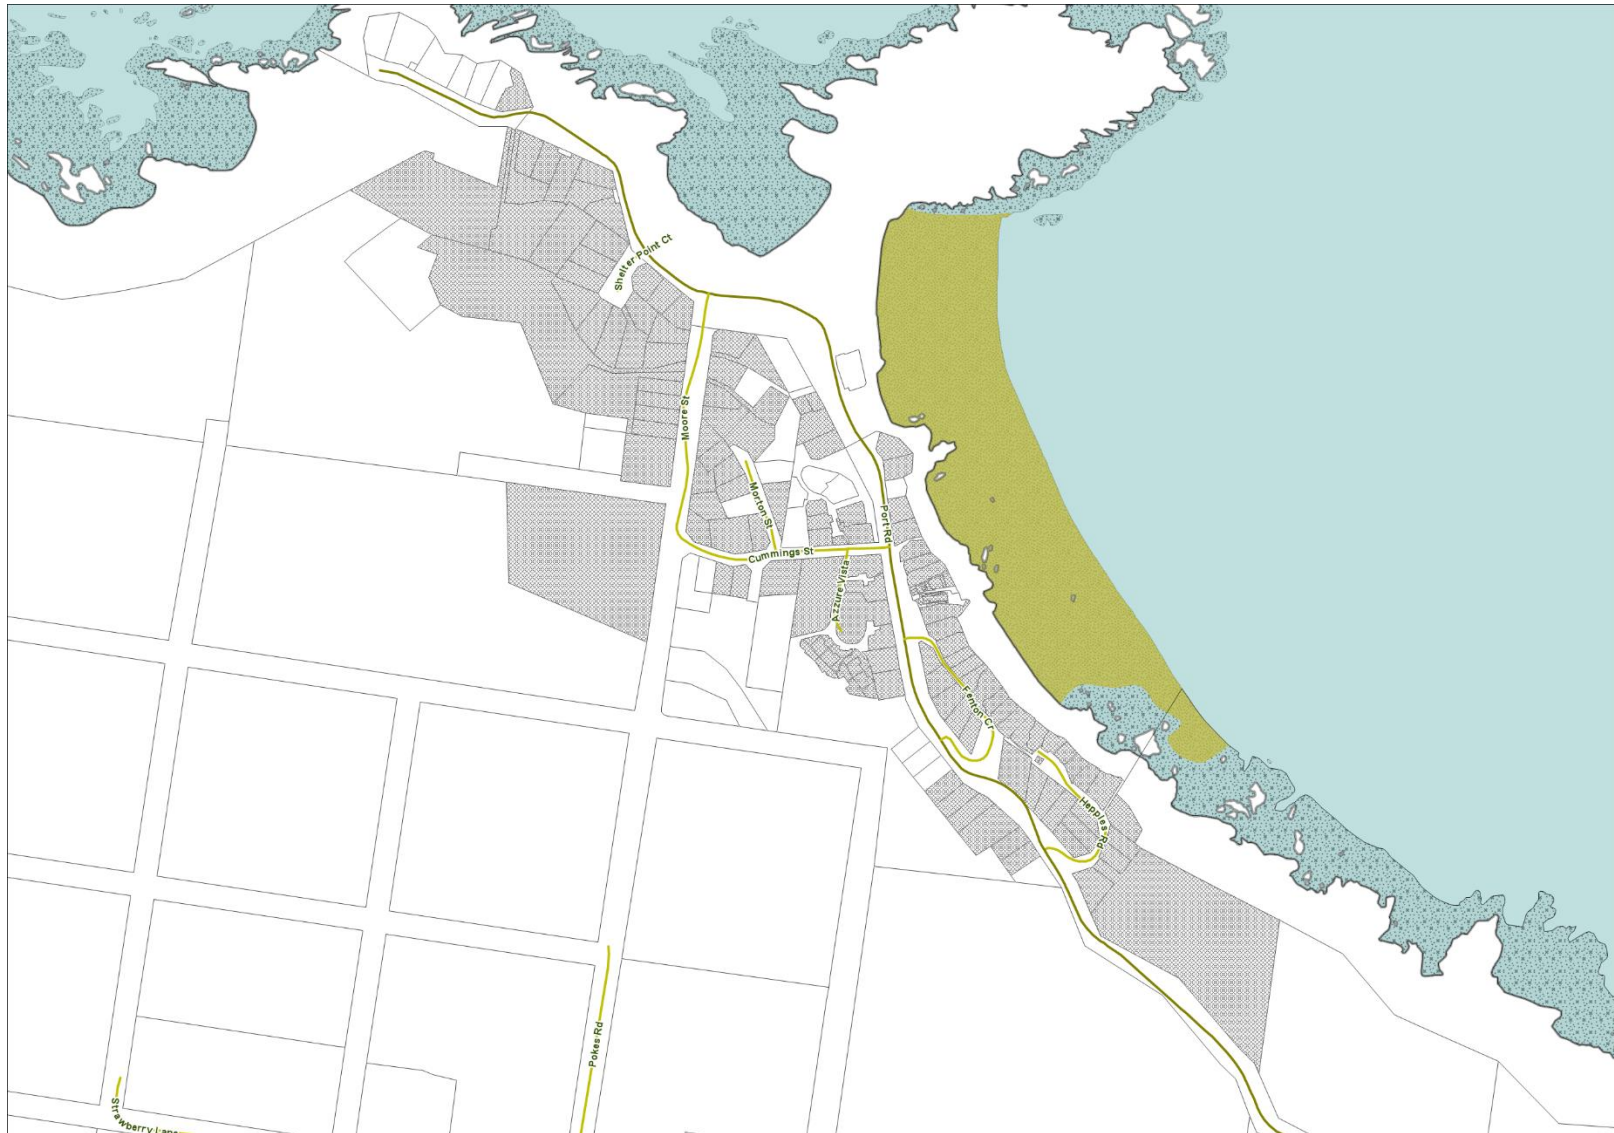 Shelter Point Ct
Moore St
Morton St
Port Rd
Cummings St
Azzure Vista
Fenton Cr
Hepples Rd
Pokes Rd
Strawberry Lane